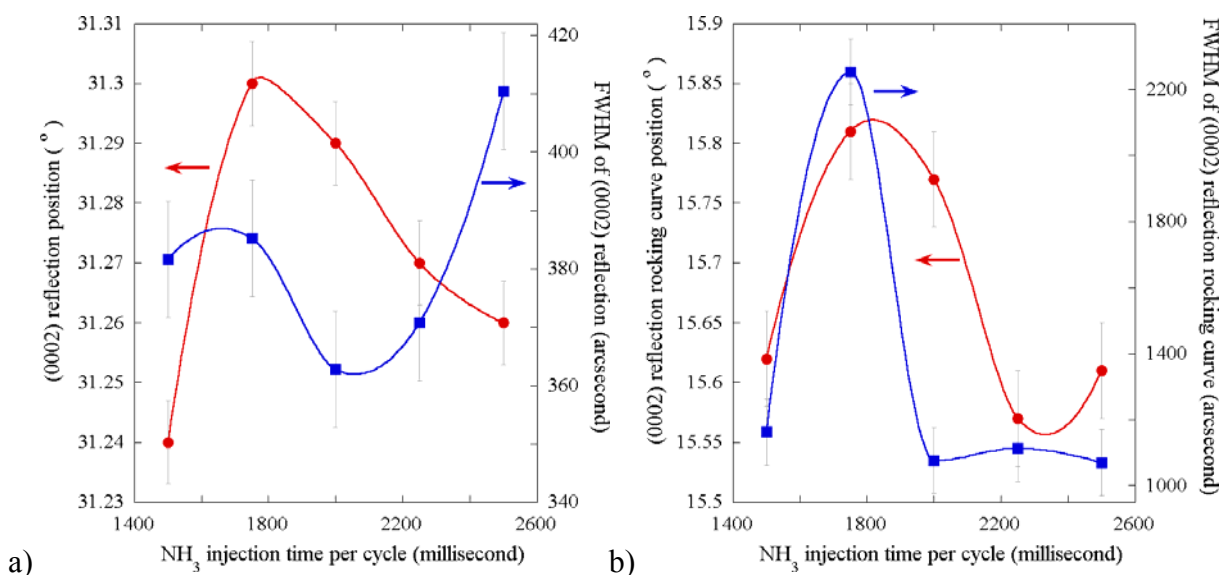 31.31
31.3
31.29
31.28
31.27
31.26
31.25
31.24
31.23
(0002) reflection position (°)
420
400
380
360
340
FWHM of (0002) reflection (arcsecond)
1400 1800 2200 2600
NH3 injection time per cycle (millisecond)
a)
15.9
15.85
15.8
15.75
15.7
15.65
15.6
15.55
15.5
(0002) reflection rocking curve position (°)
2200
1800
1400
1000
FWHM of (0002) reflection rocking curve (arcsecond)
1400 1800 2200 2600
NH3 injection time per cycle (millisecond)
b)